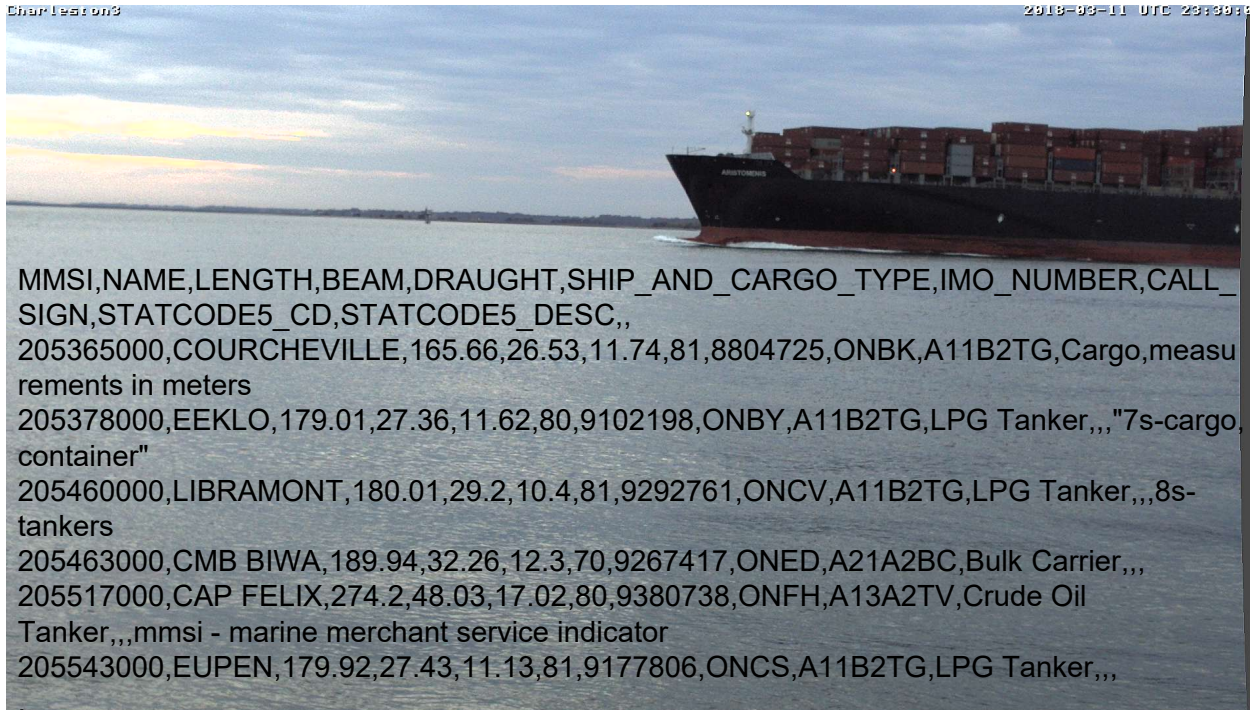 Charleston3
2018-03-11 UTC 23:30:
ARISTOMENIS
MMSI,NAME,LENGTH,BEAM,DRAUGHT,SHIP_AND_CARGO_TYPE,IMO_NUMBER,CALL_
SIGN,STATCODE5_CD,STATCODE5_DESC,,
205365000,COURCHEVILLE,165.66,26.53,11.74,81,8804725,ONBK,A11B2TG,Cargo,measu
rements in meters
205378000,EEKLO,179.01,27.36,11.62,80,9102198,ONBY,A11B2TG,LPG Tanker,,,"7s-cargo,
container"
205460000,LIBRAMONT,180.01,29.2,10.4,81,9292761,ONCV,A11B2TG,LPG Tanker,,,8s-
tankers
205463000,CMB BIWA,189.94,32.26,12.3,70,9267417,ONED,A21A2BC,Bulk Carrier,,,
205517000,CAP FELIX,274.2,48.03,17.02,80,9380738,ONFH,A13A2TV,Crude Oil
Tanker,,,mmsi - marine merchant service indicator
205543000,EUPEN,179.92,27.43,11.13,81,9177806,ONCS,A11B2TG,LPG Tanker,,,